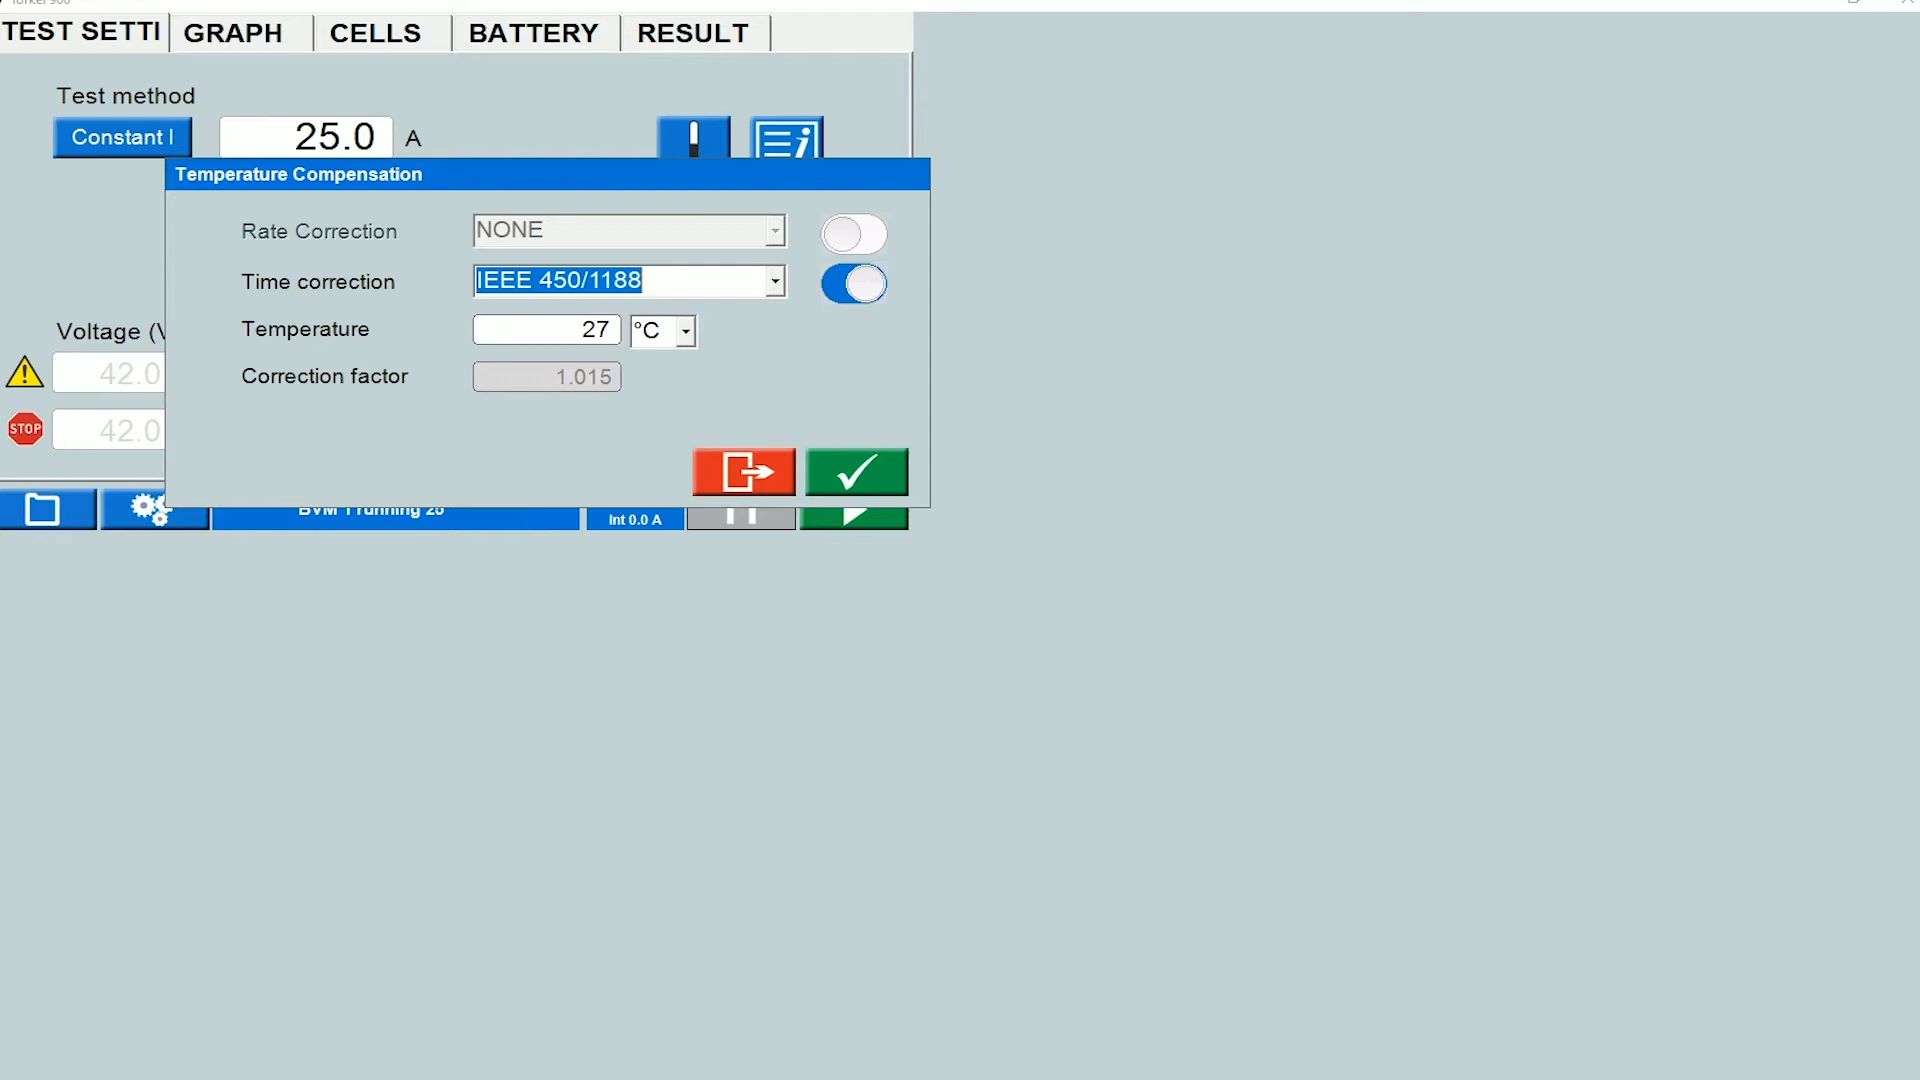 TEST SETTI GRAPH CELLS BATTERY RESULT
Test method
Constant I 25.0 A
Temperature Compensation
Rate Correction NONE
Time correction IEEE 450/1188
Temperature 27 °C
Correction factor 1.015
Voltage (V
42.0
STOP 42.0
Int 0.0 A